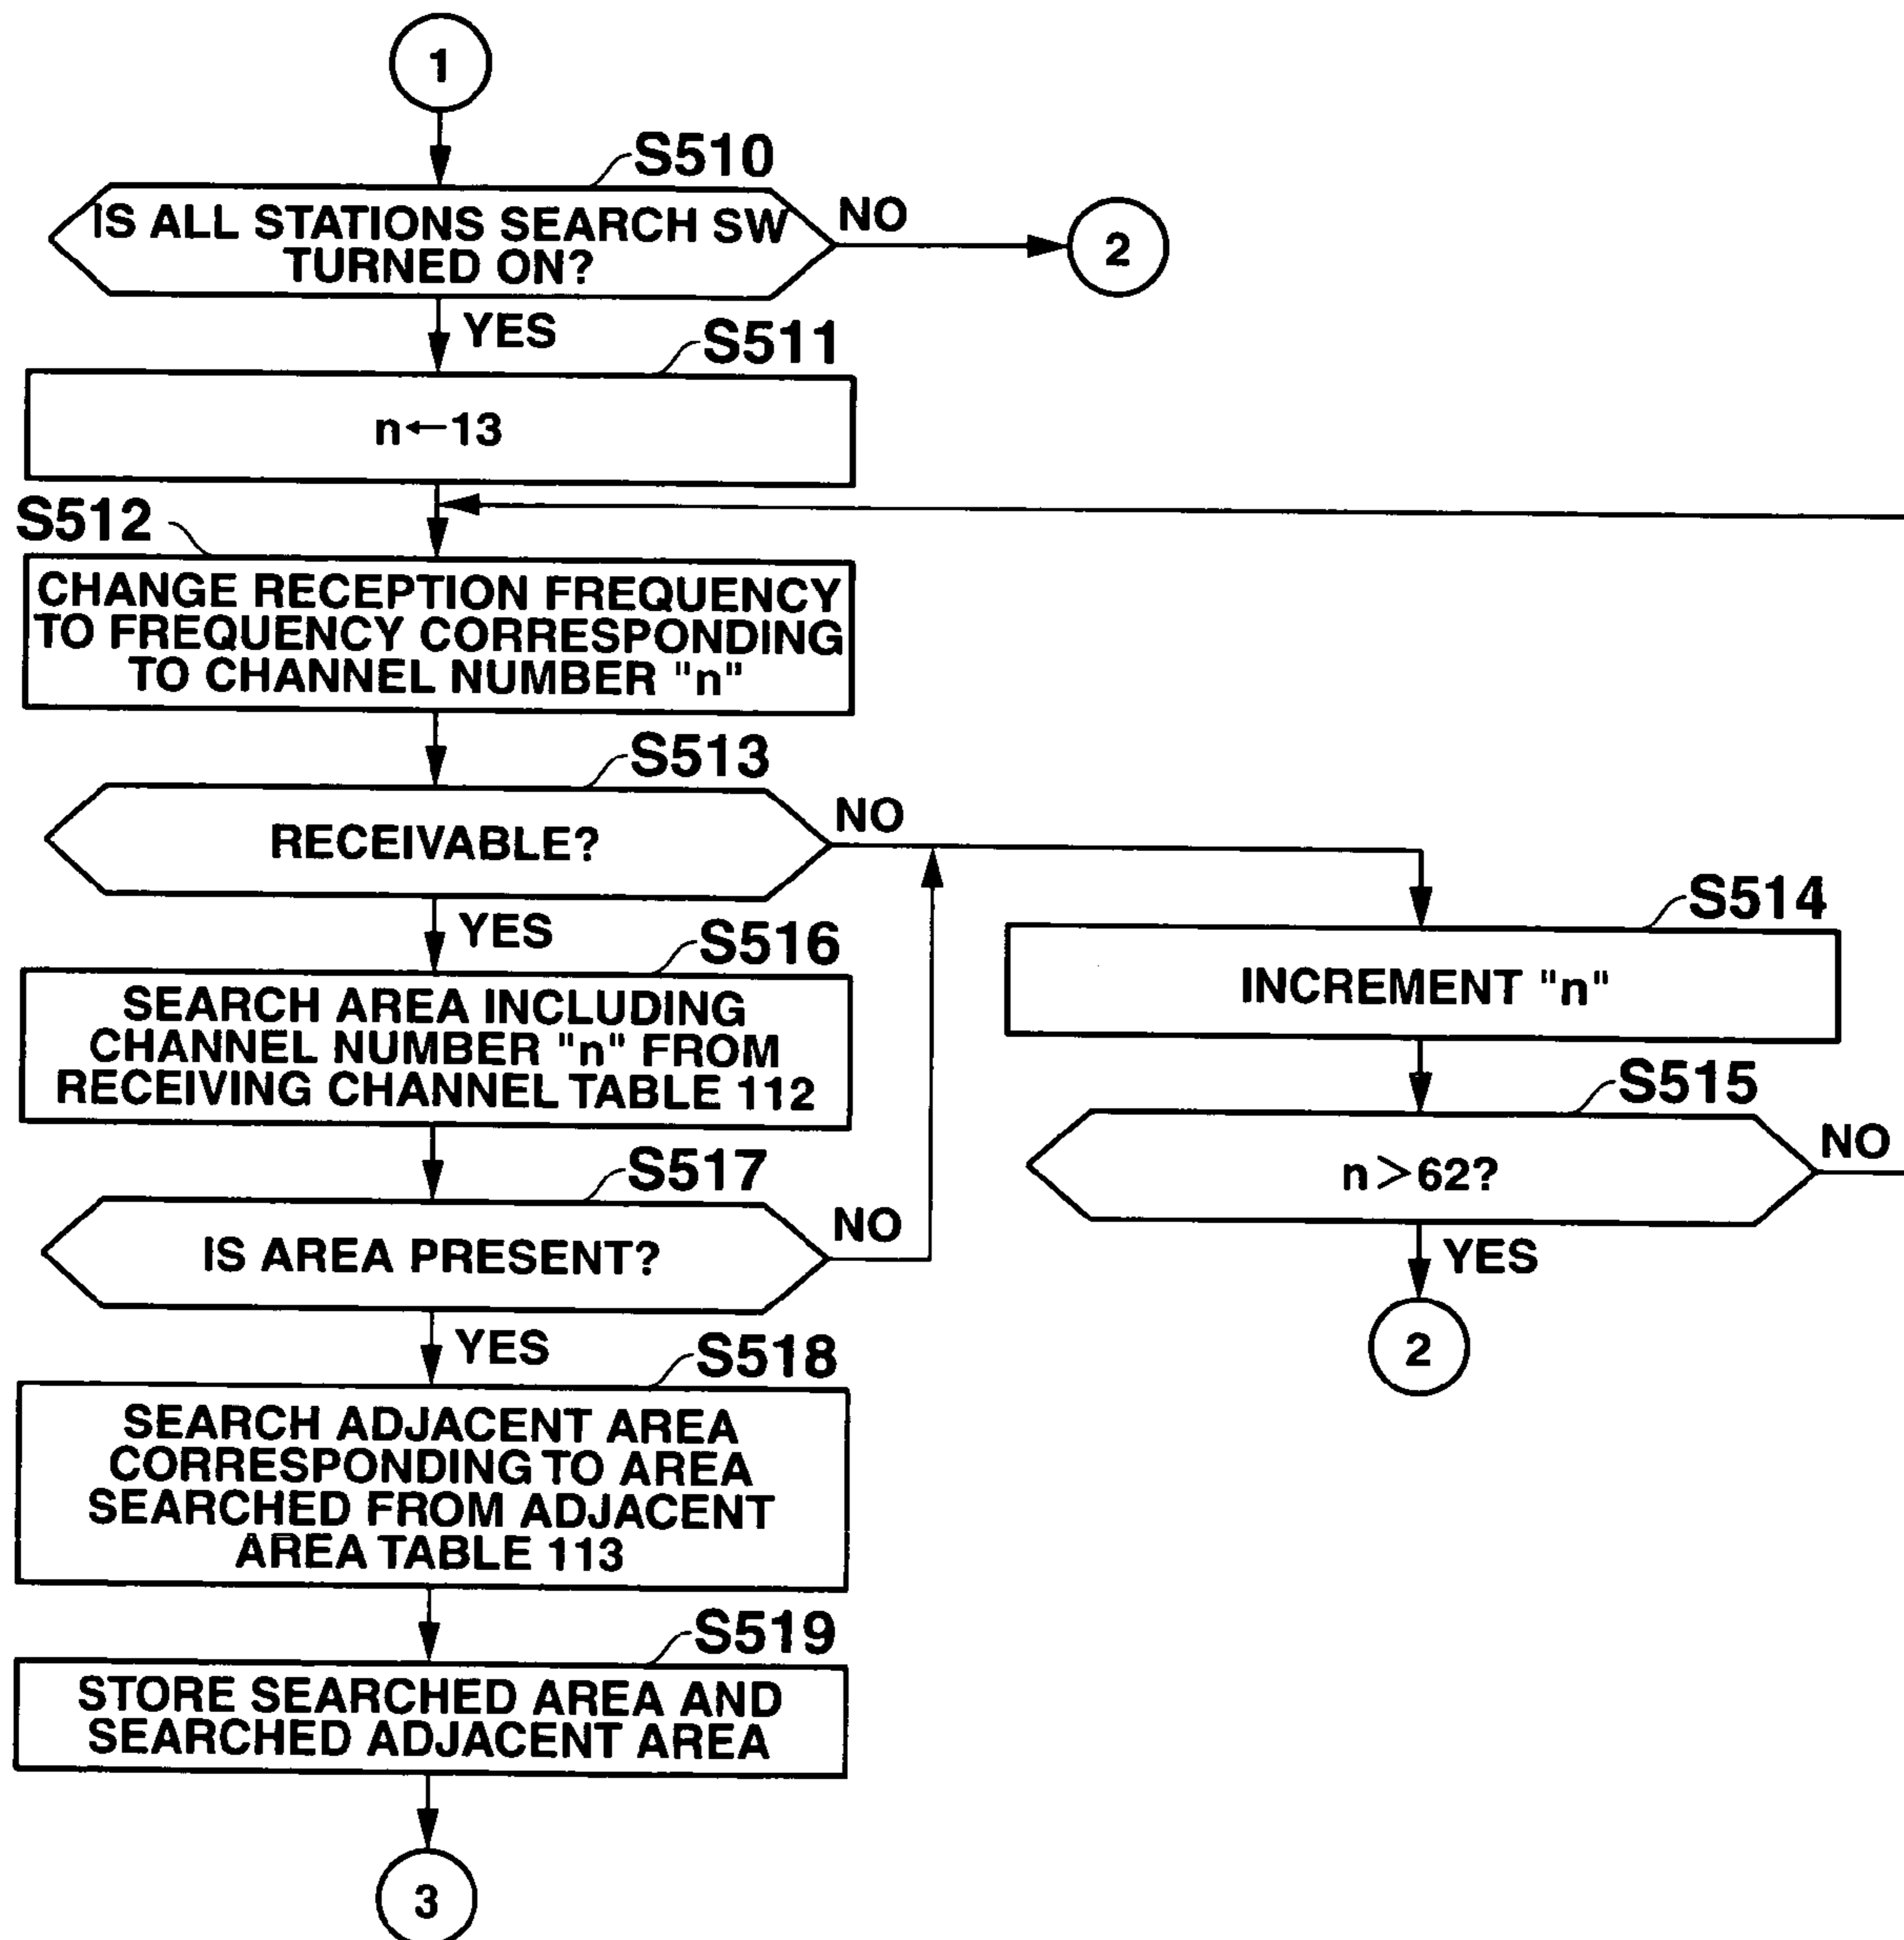 1
S510
IS ALL STATIONS SEARCH SW
TURNED ON?
NO
2
YES
S511
n←13
S512
CHANGE RECEPTION FREQUENCY
TO FREQUENCY CORRESPONDING
TO CHANNEL NUMBER "n"
S513
RECEIVABLE?
NO
YES
S514
INCREMENT "n"
S515
n>62?
NO
YES
2
S516
SEARCH AREA INCLUDING
CHANNEL NUMBER "n" FROM
RECEIVING CHANNEL TABLE 112
S517
IS AREA PRESENT?
NO
YES
S518
SEARCH ADJACENT AREA
CORRESPONDING TO AREA
SEARCHED FROM ADJACENT
AREA TABLE 113
S519
STORE SEARCHED AREA AND
SEARCHED ADJACENT AREA
3